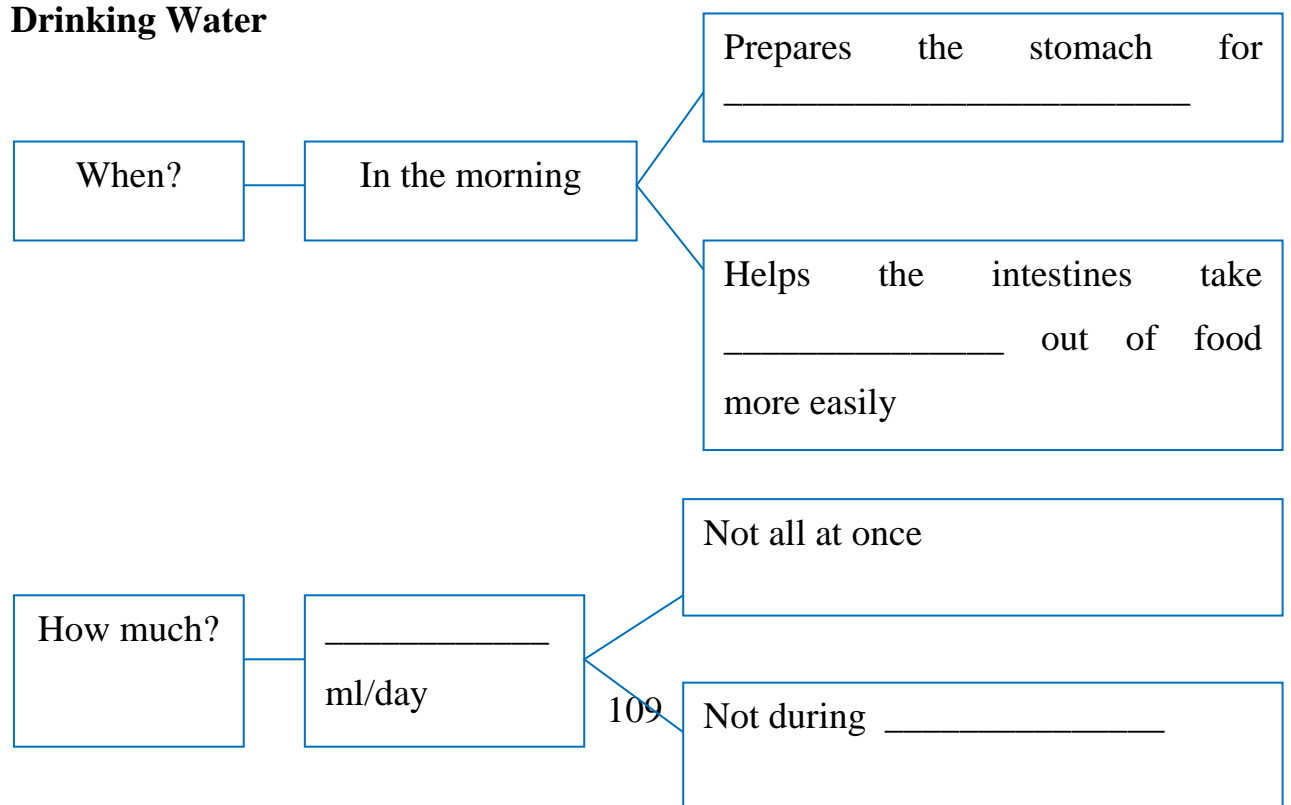 Drinking Water
Prepares the stomach for
_________________________
When?
In the morning
Helps the intestines take
_______________ out of food
more easily
Not all at once
How much?
____________
ml/day
109
Not during _______________